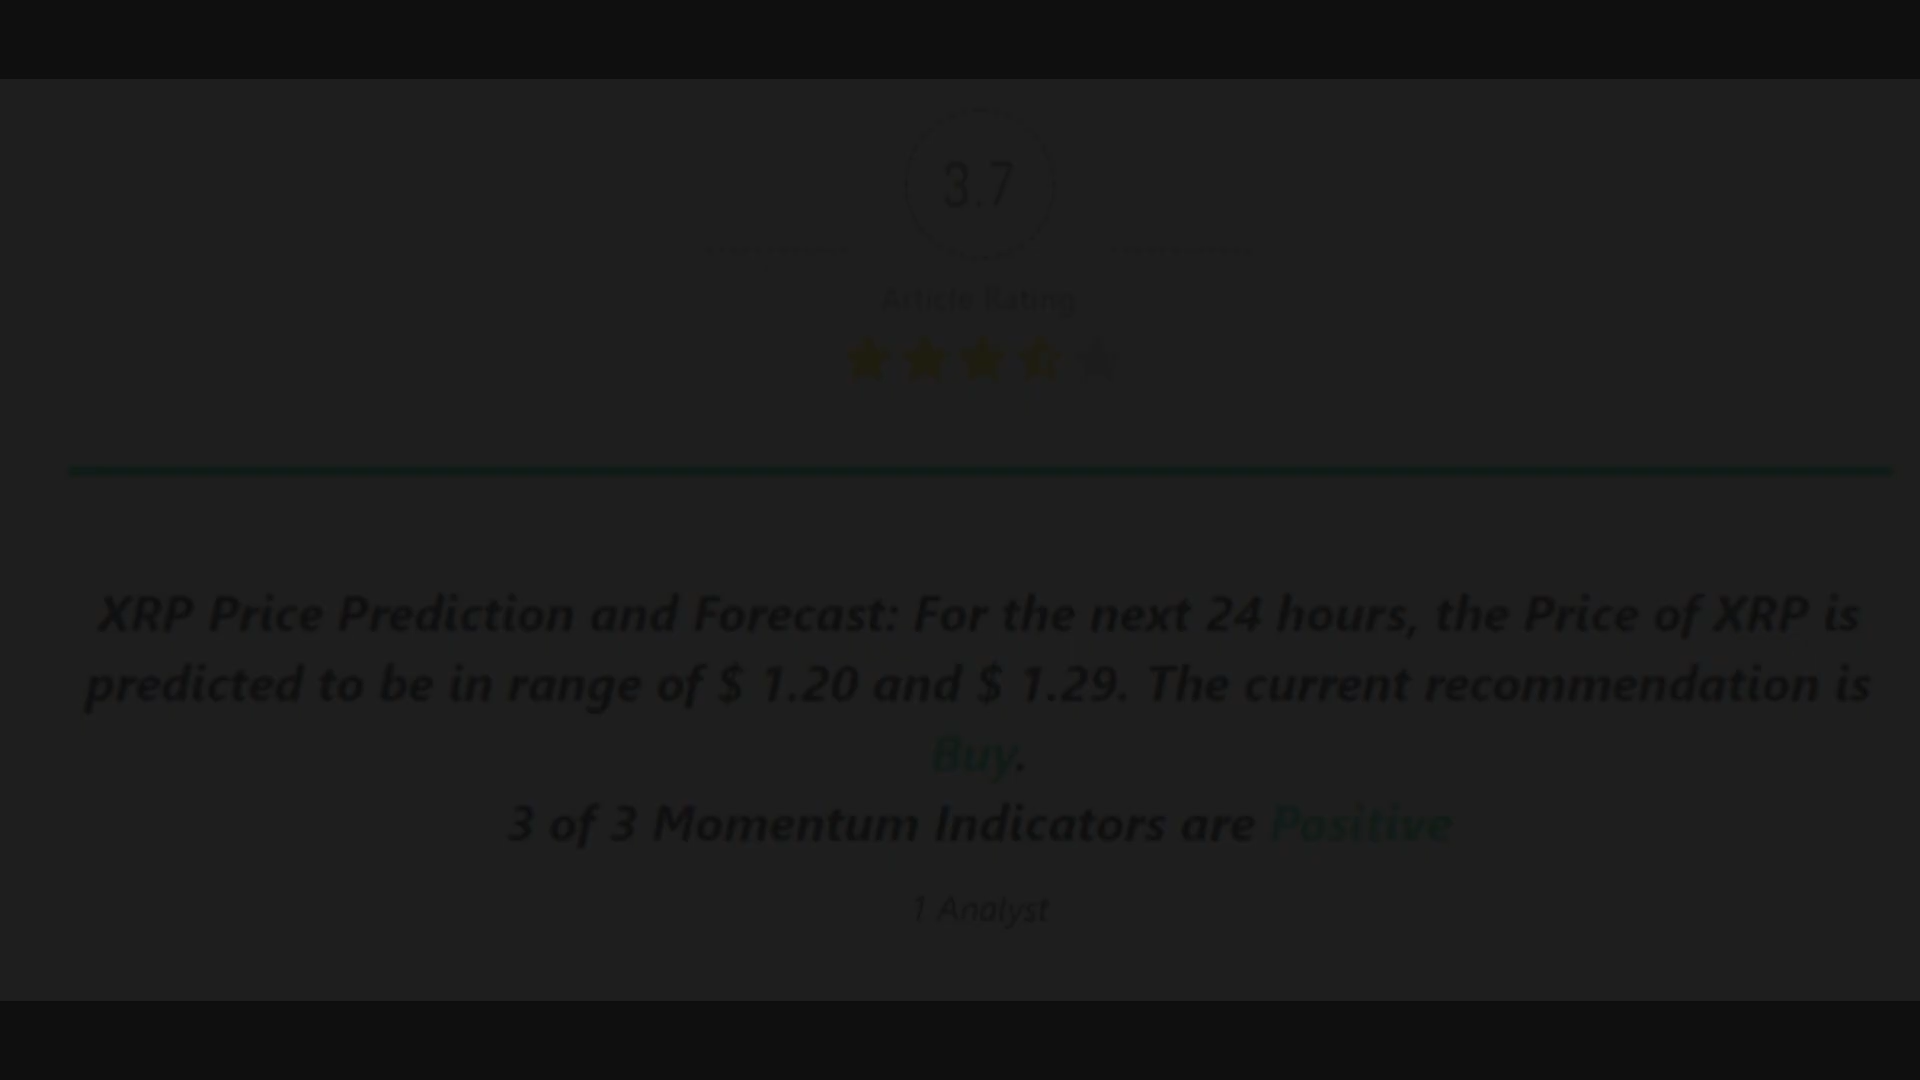 3.7
Article Rating
XRP Price Prediction and Forecast: For the next 24 hours, the Price of XRP is
predicted to be in range of $ 1.20 and $ 1.29. The current recommendation is
Buy.
3 of 3 Momentum Indicators are Positive
1 Analyst